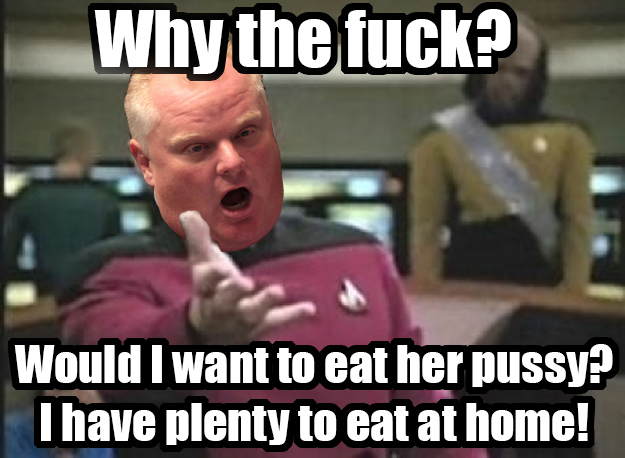 Why the fuck?
Would I want to eat her pussy?
I have plenty to eat at home!